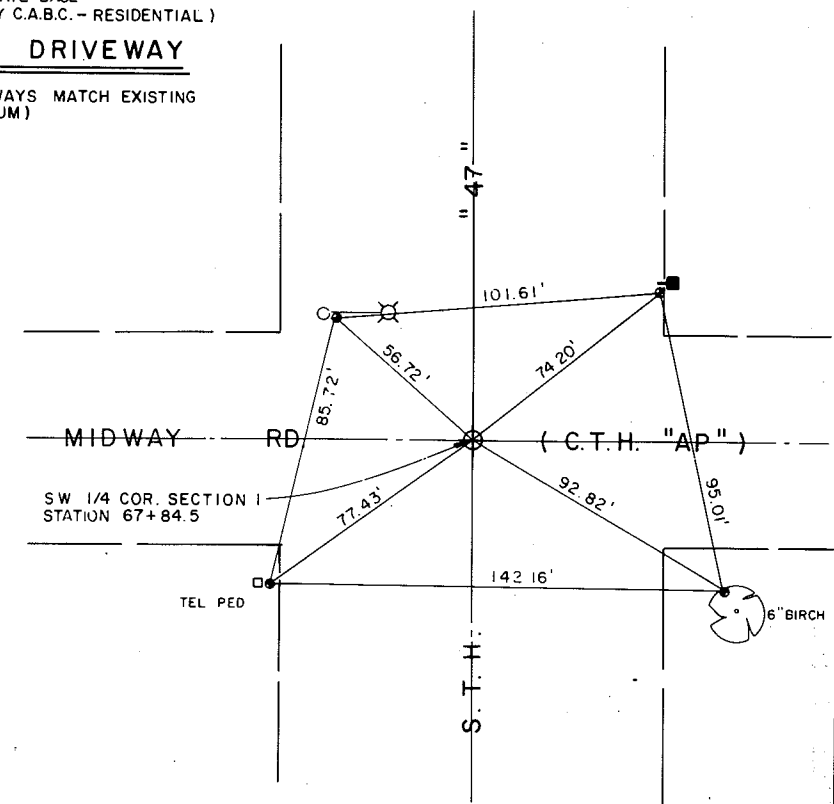 Y C.A.B.C. - RESIDENTIAL )
DRIVEWAY
WAYS MATCH EXISTING
UM )
"47"
101.61'
56.72'
74.20'
85.72'
MIDWAY RD. ( C.T.H. "AP" )
SW 1/4 COR. SECTION 1
STATION 67+84.5
77.43'
92.82'
95.01'
142.16'
TEL PED
6" BIRCH
S.T.H.